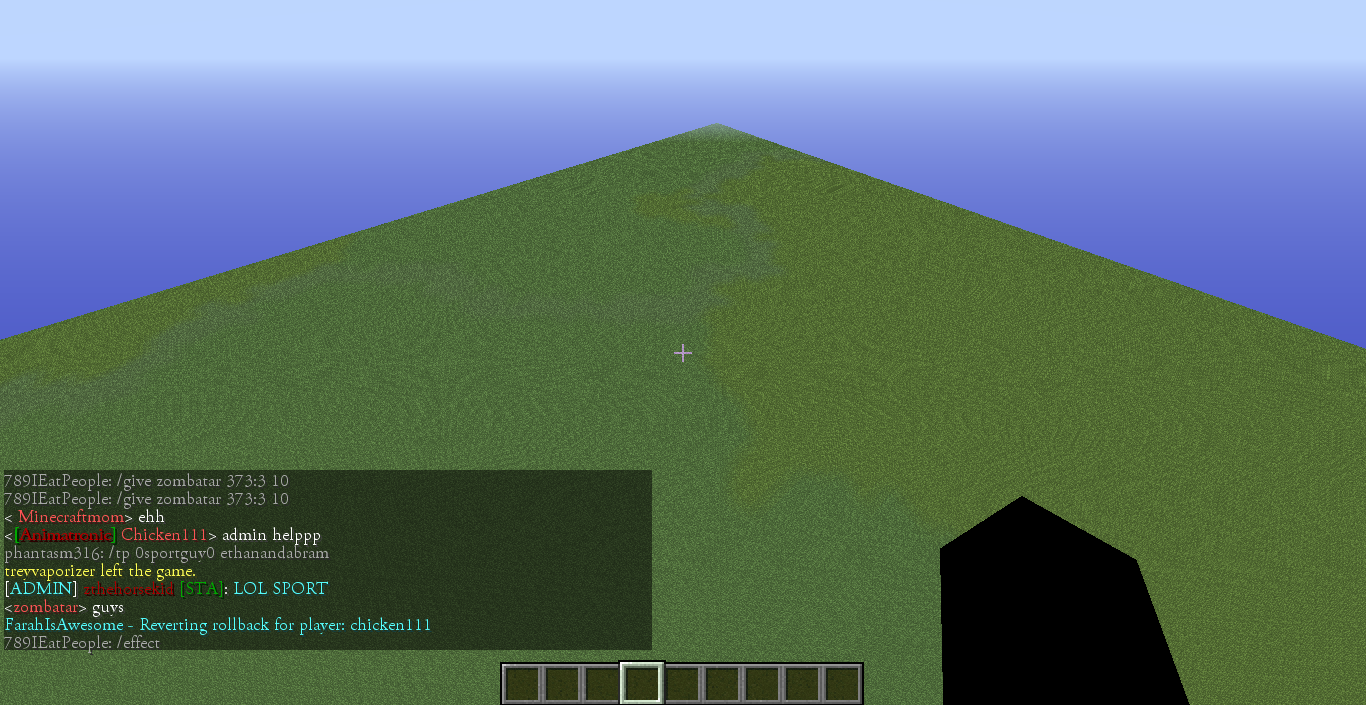 789IEatPeople: /give zombatar 373:3 10
789IEatPeople: /give zombatar 373:3 10
< Minecraftmom> ehh
<[Animatronic] Chicken111> admin helppp
phantasm316: /tp 0sportguy0 ethanandabram
trevvaporizer left the game.
[ADMIN] [STA]: LOL SPORT
<zombatar> guys
FarahIsAwesome - Reverting rollback for player: chicken111
789IEatPeople: /effect